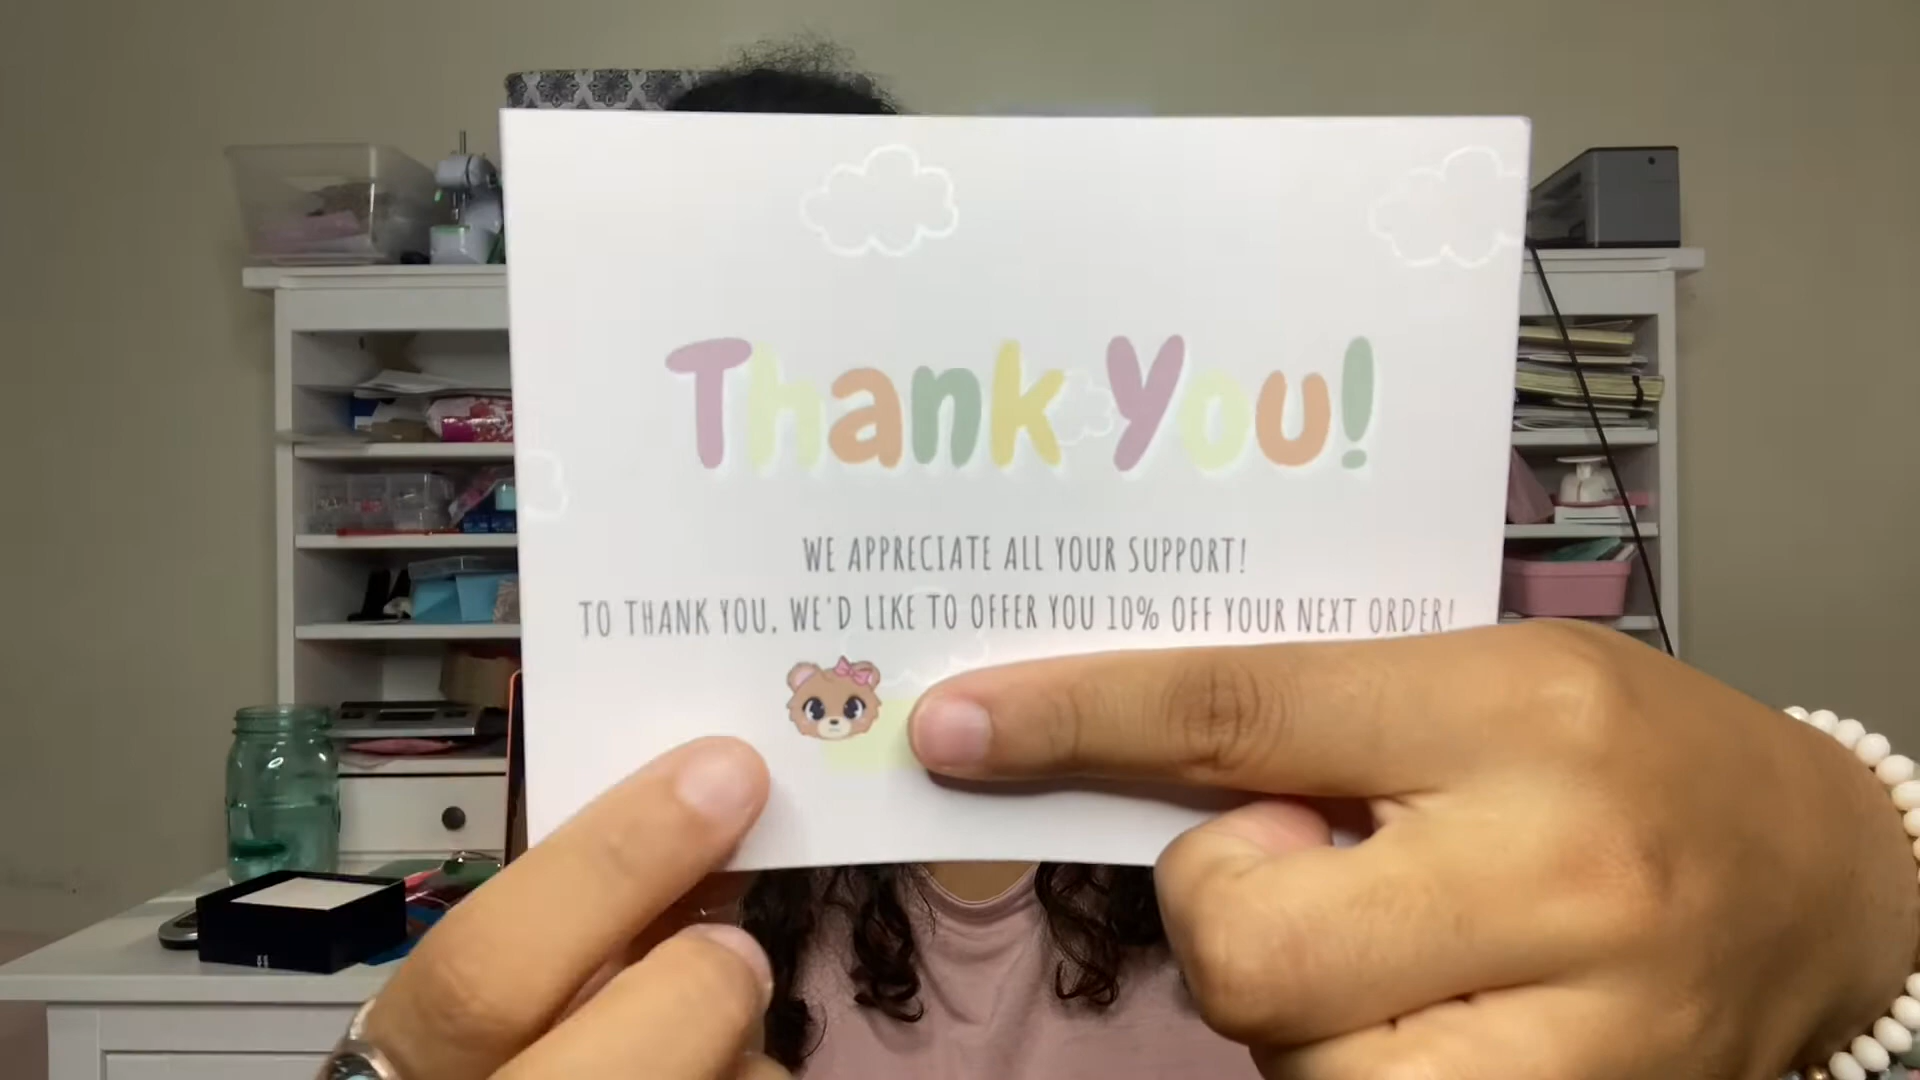 Thank You!
WE APPRECIATE ALL YOUR SUPPORT!
TO THANK YOU, WE'D LIKE TO OFFER YOU 10% OFF YOUR NEXT ORDER!